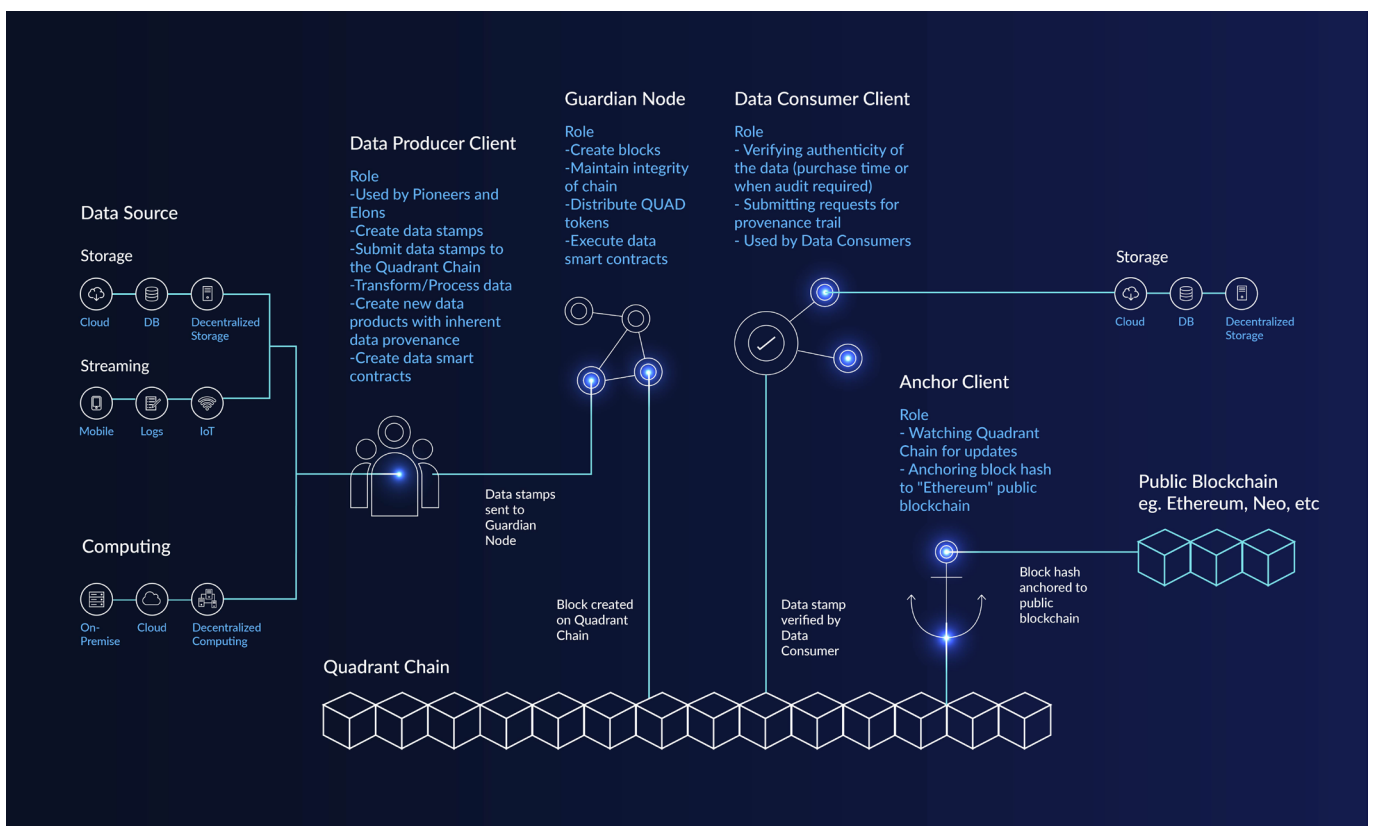 Data Source
Storage
Cloud
DB
Decentralized
Storage
Streaming
Mobile
Logs
IoT
Computing
On-
Premise
Cloud
Decentralized
Computing
Data Producer Client
Role
-Used by Pioneers and
Elons
-Create data stamps
-Submit data stamps to
the Quadrant Chain
-Transform/Process data
-Create new data
products with inherent
data provenance
-Create data smart
contracts
Data stamps
sent to
Guardian
Node
Guardian Node
Role
-Create blocks
-Maintain integrity
of chain
-Distribute QUAD
tokens
-Execute data
smart contracts
Block created
on Quadrant
Chain
Data Consumer Client
Role
- Verifying authenticity of
the data (purchase time or
when audit required)
- Submitting requests for
provenance trail
- Used by Data Consumers
Data stamp
verified by
Data
Consumer
Storage
Cloud
DB
Decentralized
Storage
Anchor Client
Role
- Watching Quadrant
Chain for updates
- Anchoring block hash
to "Ethereum" public
blockchain
Block hash
anchored to
public
blockchain
Public Blockchain
eg. Ethereum, Neo, etc
Quadrant Chain